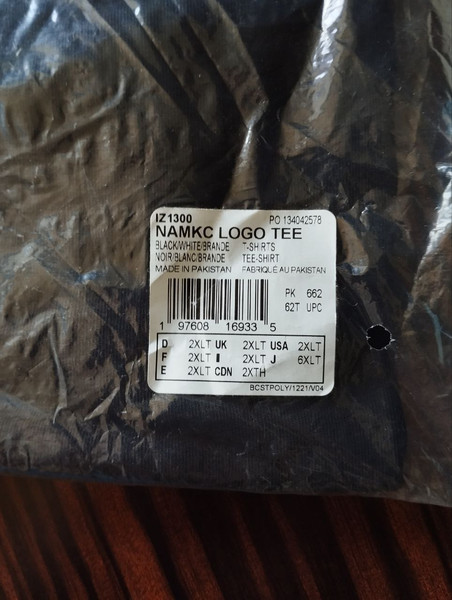 IZ1300 PO 134042578
NAMKC LOGO TEE
BLACK/WHITE/BRANDE T-SHIRTS
NOIR/BLANC/BRANDE TEE-SHIRT
MADE IN PAKISTAN FABRIQUÉ AU PAKISTAN
PK 662
62T UPC
1 97608 16933 5
D 2XLT UK 2XLT USA 2XLT
F 2XLT I 2XLT J 6XLT
E 2XLT CDN 2XTH
BCSTPOLY/1221/V04